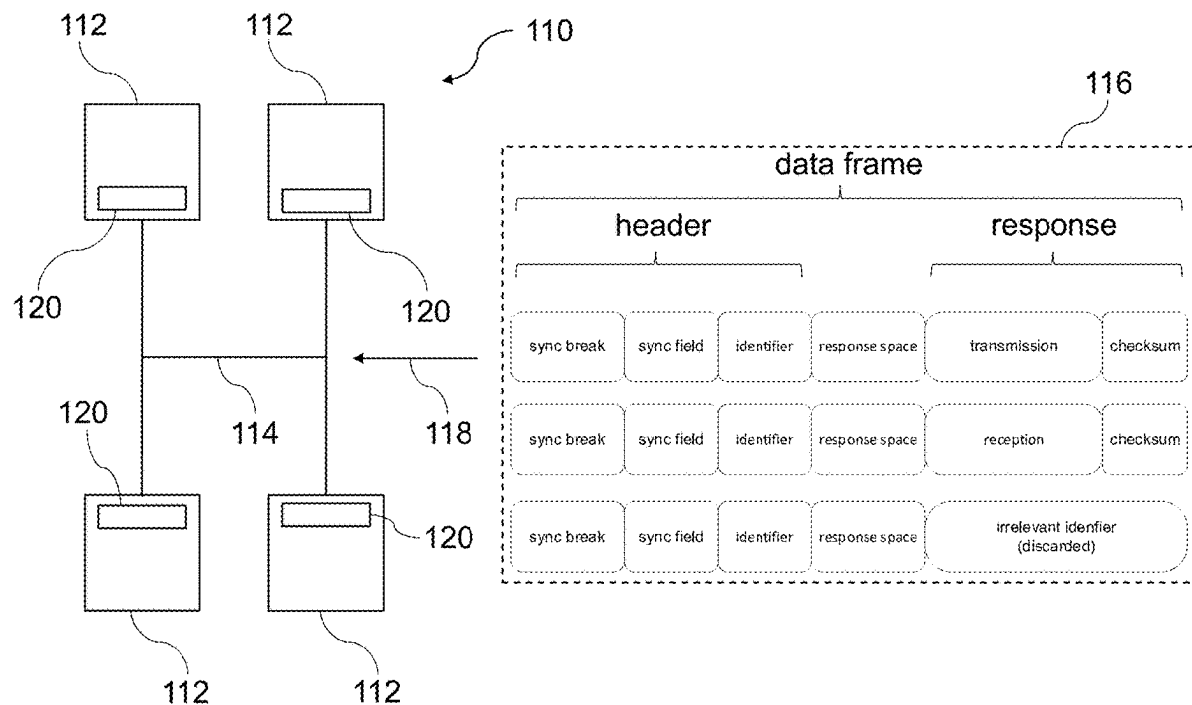 112
112
110
116
data frame
header
response
120
120
sync break
sync field
identifier
response space
transmission
checksum
114
118
120
sync break
sync field
identifier
response space
reception
checksum
120
sync break
sync field
identifier
response space
irrelevant idenfier
(discarded)
112
112